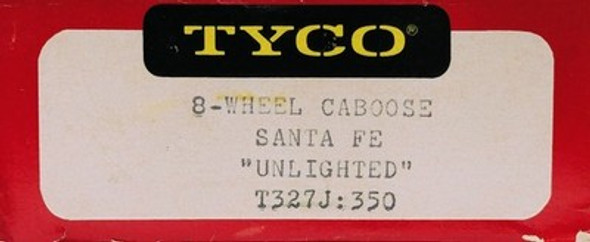 TYCO®
8-WHEEL CABOOSE
SANTA FE
"UNLIGHTED"
T327J:350